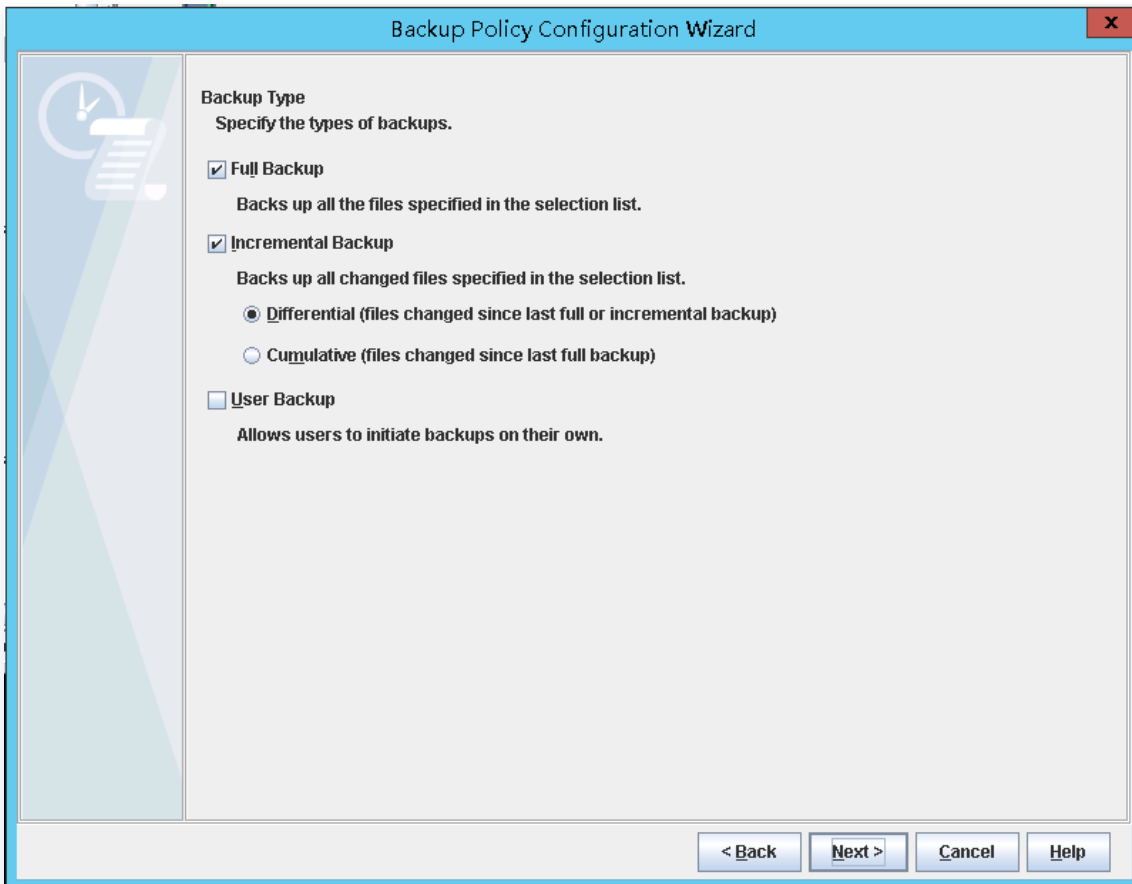 Backup Policy Configuration Wizard
x
Backup Type
Specify the types of backups.
Full Backup
Backs up all the files specified in the selection list.
Incremental Backup
Backs up all changed files specified in the selection list.
Differential (files changed since last full or incremental backup)
Cumulative (files changed since last full backup)
User Backup
Allows users to initiate backups on their own.
< Back Next > Cancel Help